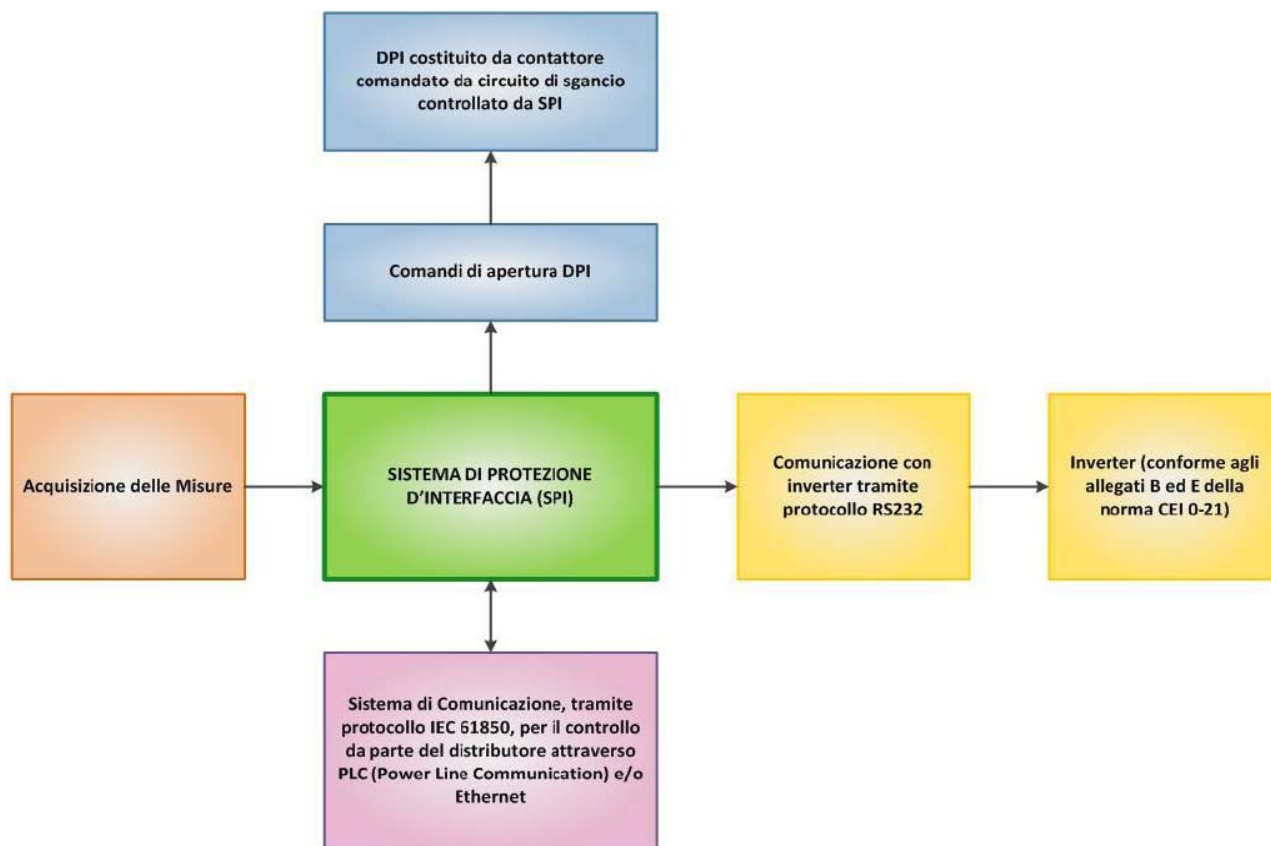 DPI costituito da contattore
comandato da circuito di sgancio
controllato da SPI
Comandi di apertura DPI
Acquisizione delle Misure
SISTEMA DI PROTEZIONE
D'INTERFACCIA (SPI)
Comunicazione con
inverter tramite
protocollo RS232
Inverter (conforme agli
allegati B ed E della
norma CEI 0-21)
Sistema di Comunicazione, tramite
protocollo IEC 61850, per il controllo
da parte del distributore attraverso
PLC (Power Line Communication) e/o
Ethernet